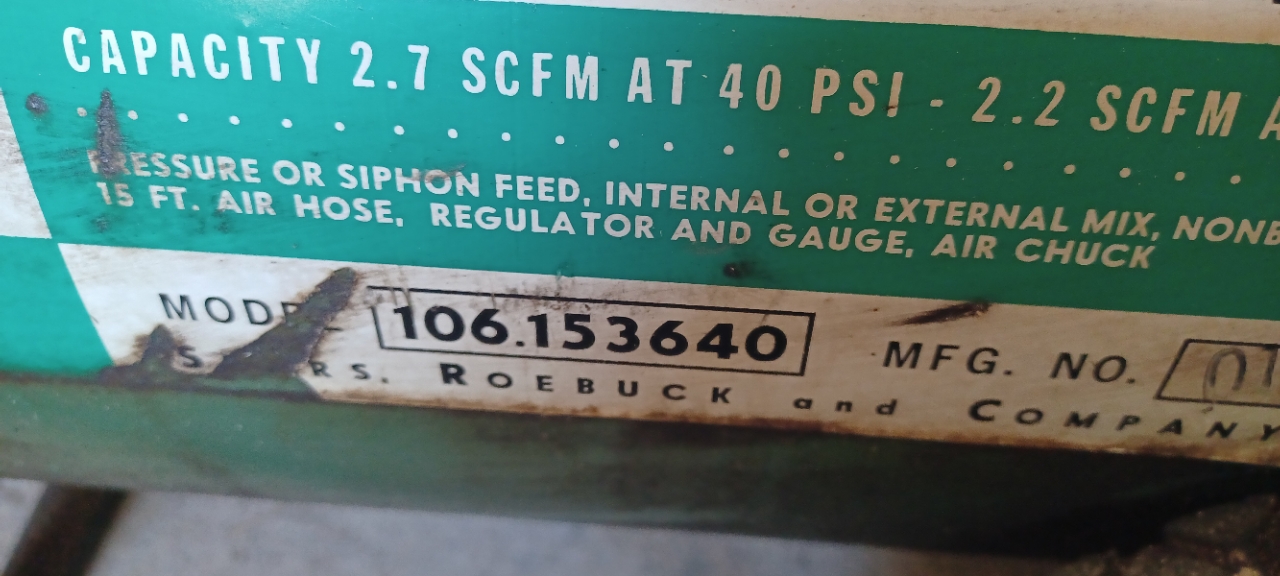 CAPACITY 2.7 SCFM AT 40 PSI - 2.2 SCFM
PRESSURE OR SIPHON FEED, INTERNAL OR EXTERNAL MIX,
15 FT. AIR HOSE, REGULATOR AND GAUGE, AIR CHUCK
MODEL 106.153640 MFG. NO.
ROEBUCK and COMPANY